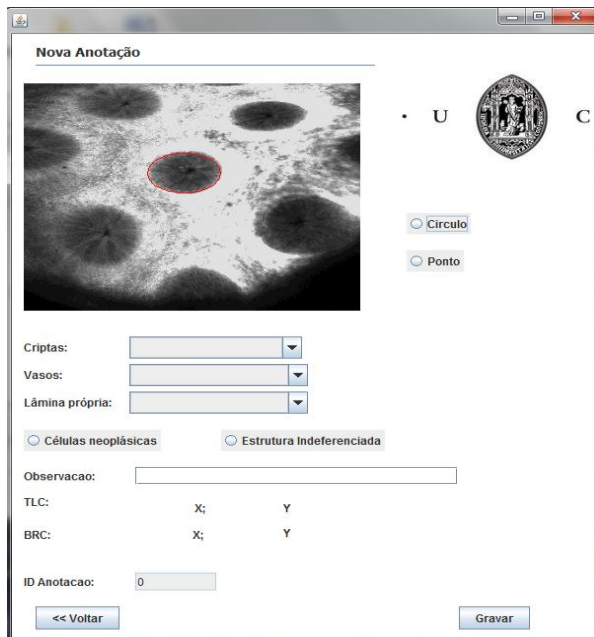 Nova Anotação
• U C
Circulo
Ponto
Criptas:
Vasos:
Lâmina própria:
Células neoplásicas Estrutura Indeferenciada
Observacao:
TLC: X; Y
BRC: X; Y
ID Anotacao: 0
<< Voltar Gravar